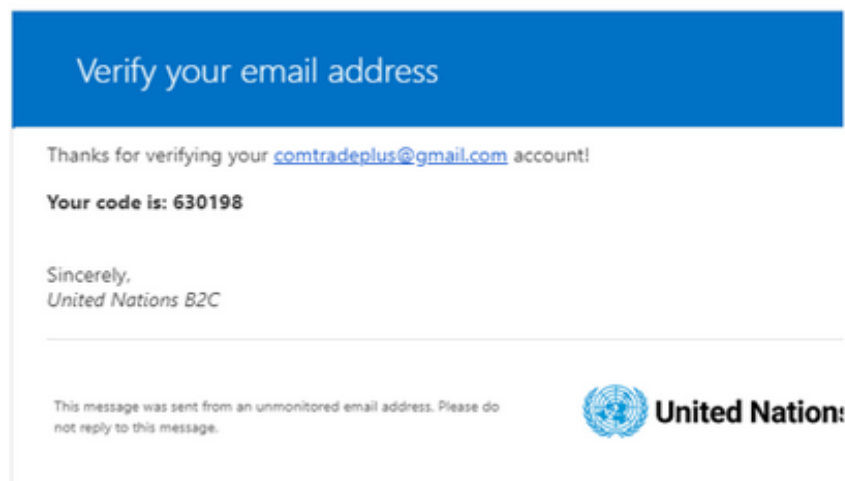 Verify your email address
Thanks for verifying your comtradeplus@gmail.com account!
Your code is: 630198
Sincerely,
United Nations B2C
This message was sent from an unmonitored email address. Please do
not reply to this message.
United Nations